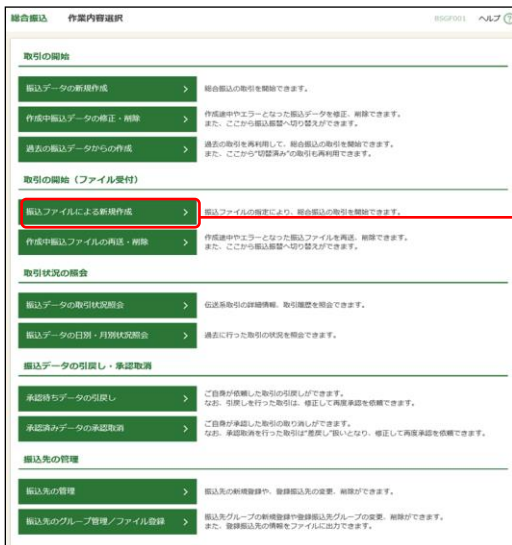 総合振込 作業内容選択 BSGF001 ヘルプ ?
取引の開始
振込データの新規作成 > 総合振込の取引を開始できます。
作成中振込データの修正・削除 > 作成途中やエラーとなった振込データを修正、削除できます。
また、ここから振込振替へ切り替えができます。
過去の振込データからの作成 > 過去の取引を再利用して、総合振込の取引を開始できます。
また、ここから"切替済み"の取引も再利用できます。
取引の開始（ファイル受付）
振込ファイルによる新規作成 > 振込ファイルの指定により、総合振込の取引を開始できます。
作成中振込ファイルの再送・削除 > 作成途中やエラーとなった振込ファイルを再送、削除できます。
また、ここから振込振替へ切り替えができます。
取引状況の照会
振込データの取引状況照会 > 伝送系取引の詳細情報、取引履歴を照会できます。
振込データの日別・月別状況照会 > 過去に行った取引の状況を照会できます。
振込データの引戻し・承認取消
承認待ちデータの引戻し > ご自身が依頼した取引の引戻しができます。
なお、引戻しを行った取引は、修正して再度承認を依頼できます。
承認済みデータの承認取消 > ご自身が承認した取引の取り消しができます。
なお、承認取消を行った取引は"差戻し"扱いとなり、修正して再度承認を依頼できます。
振込先の管理
振込先の管理 > 振込先の新規登録や、登録振込先の変更、削除ができます。
振込先のグループ管理／ファイル登録 > 振込先グループの新規登録や登録振込先グループの変更、削除ができます。
また、登録振込先の情報をファイルに出力できます。